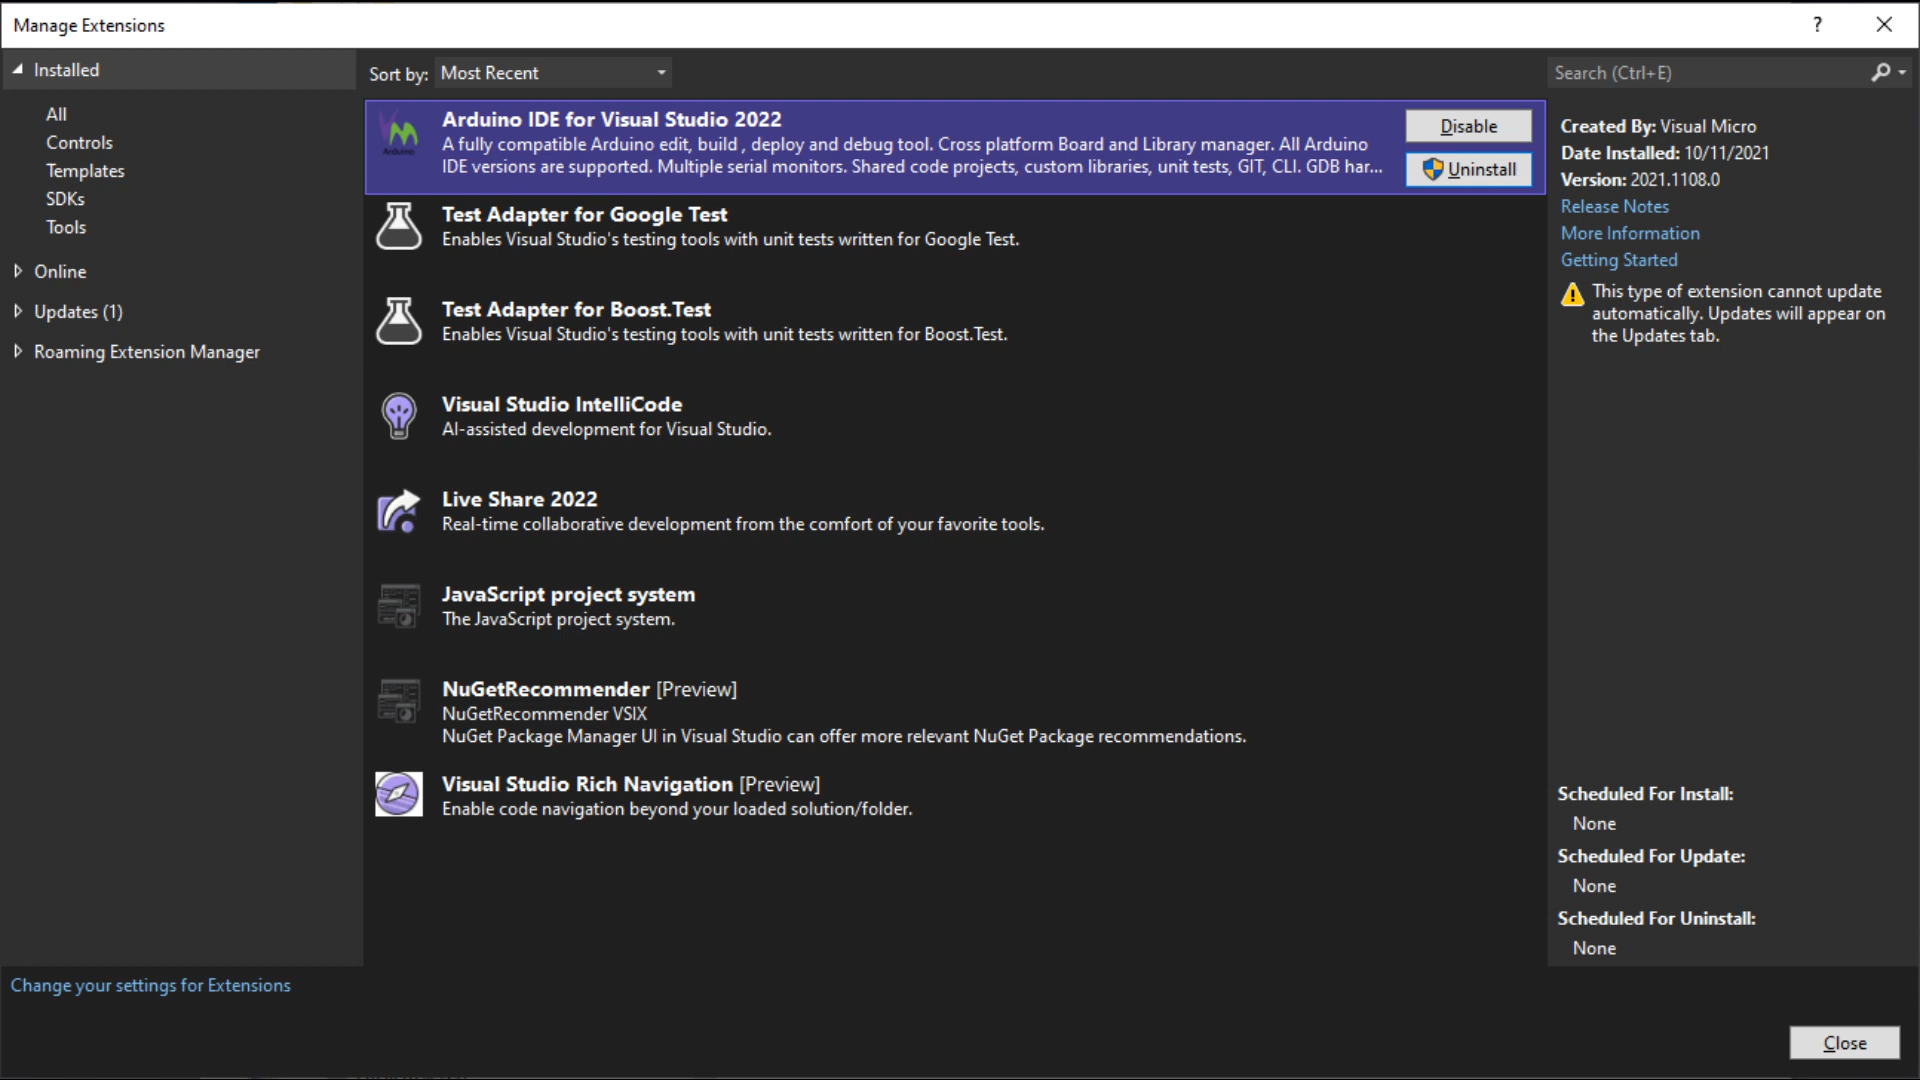 Manage Extensions
?
Installed
All
Controls
Templates
SDKs
Tools
Online
Updates (1)
Roaming Extension Manager
Sort by: Most Recent
Arduino IDE for Visual Studio 2022
A fully compatible Arduino edit, build , deploy and debug tool. Cross platform Board and Library manager. All Arduino
IDE versions are supported. Multiple serial monitors. Shared code projects, custom libraries, unit tests, GIT, CLI. GDB har...
Disable
Uninstall
Arduino
Test Adapter for Google Test
Enables Visual Studio's testing tools with unit tests written for Google Test.
Test Adapter for Boost.Test
Enables Visual Studio's testing tools with unit tests written for Boost.Test.
Visual Studio IntelliCode
AI-assisted development for Visual Studio.
Live Share 2022
Real-time collaborative development from the comfort of your favorite tools.
JavaScript project system
The JavaScript project system.
NuGetRecommender [Preview]
NuGetRecommender VSIX
NuGet Package Manager UI in Visual Studio can offer more relevant NuGet Package recommendations.
Visual Studio Rich Navigation [Preview]
Enable code navigation beyond your loaded solution/folder.
Search (Ctrl+E)
Created By: Visual Micro
Date Installed: 10/11/2021
Version: 2021.1108.0
Release Notes
More Information
Getting Started
This type of extension cannot update
automatically. Updates will appear on
the Updates tab.
Scheduled For Install:
None
Scheduled For Update:
None
Scheduled For Uninstall:
None
Change your settings for Extensions
Close